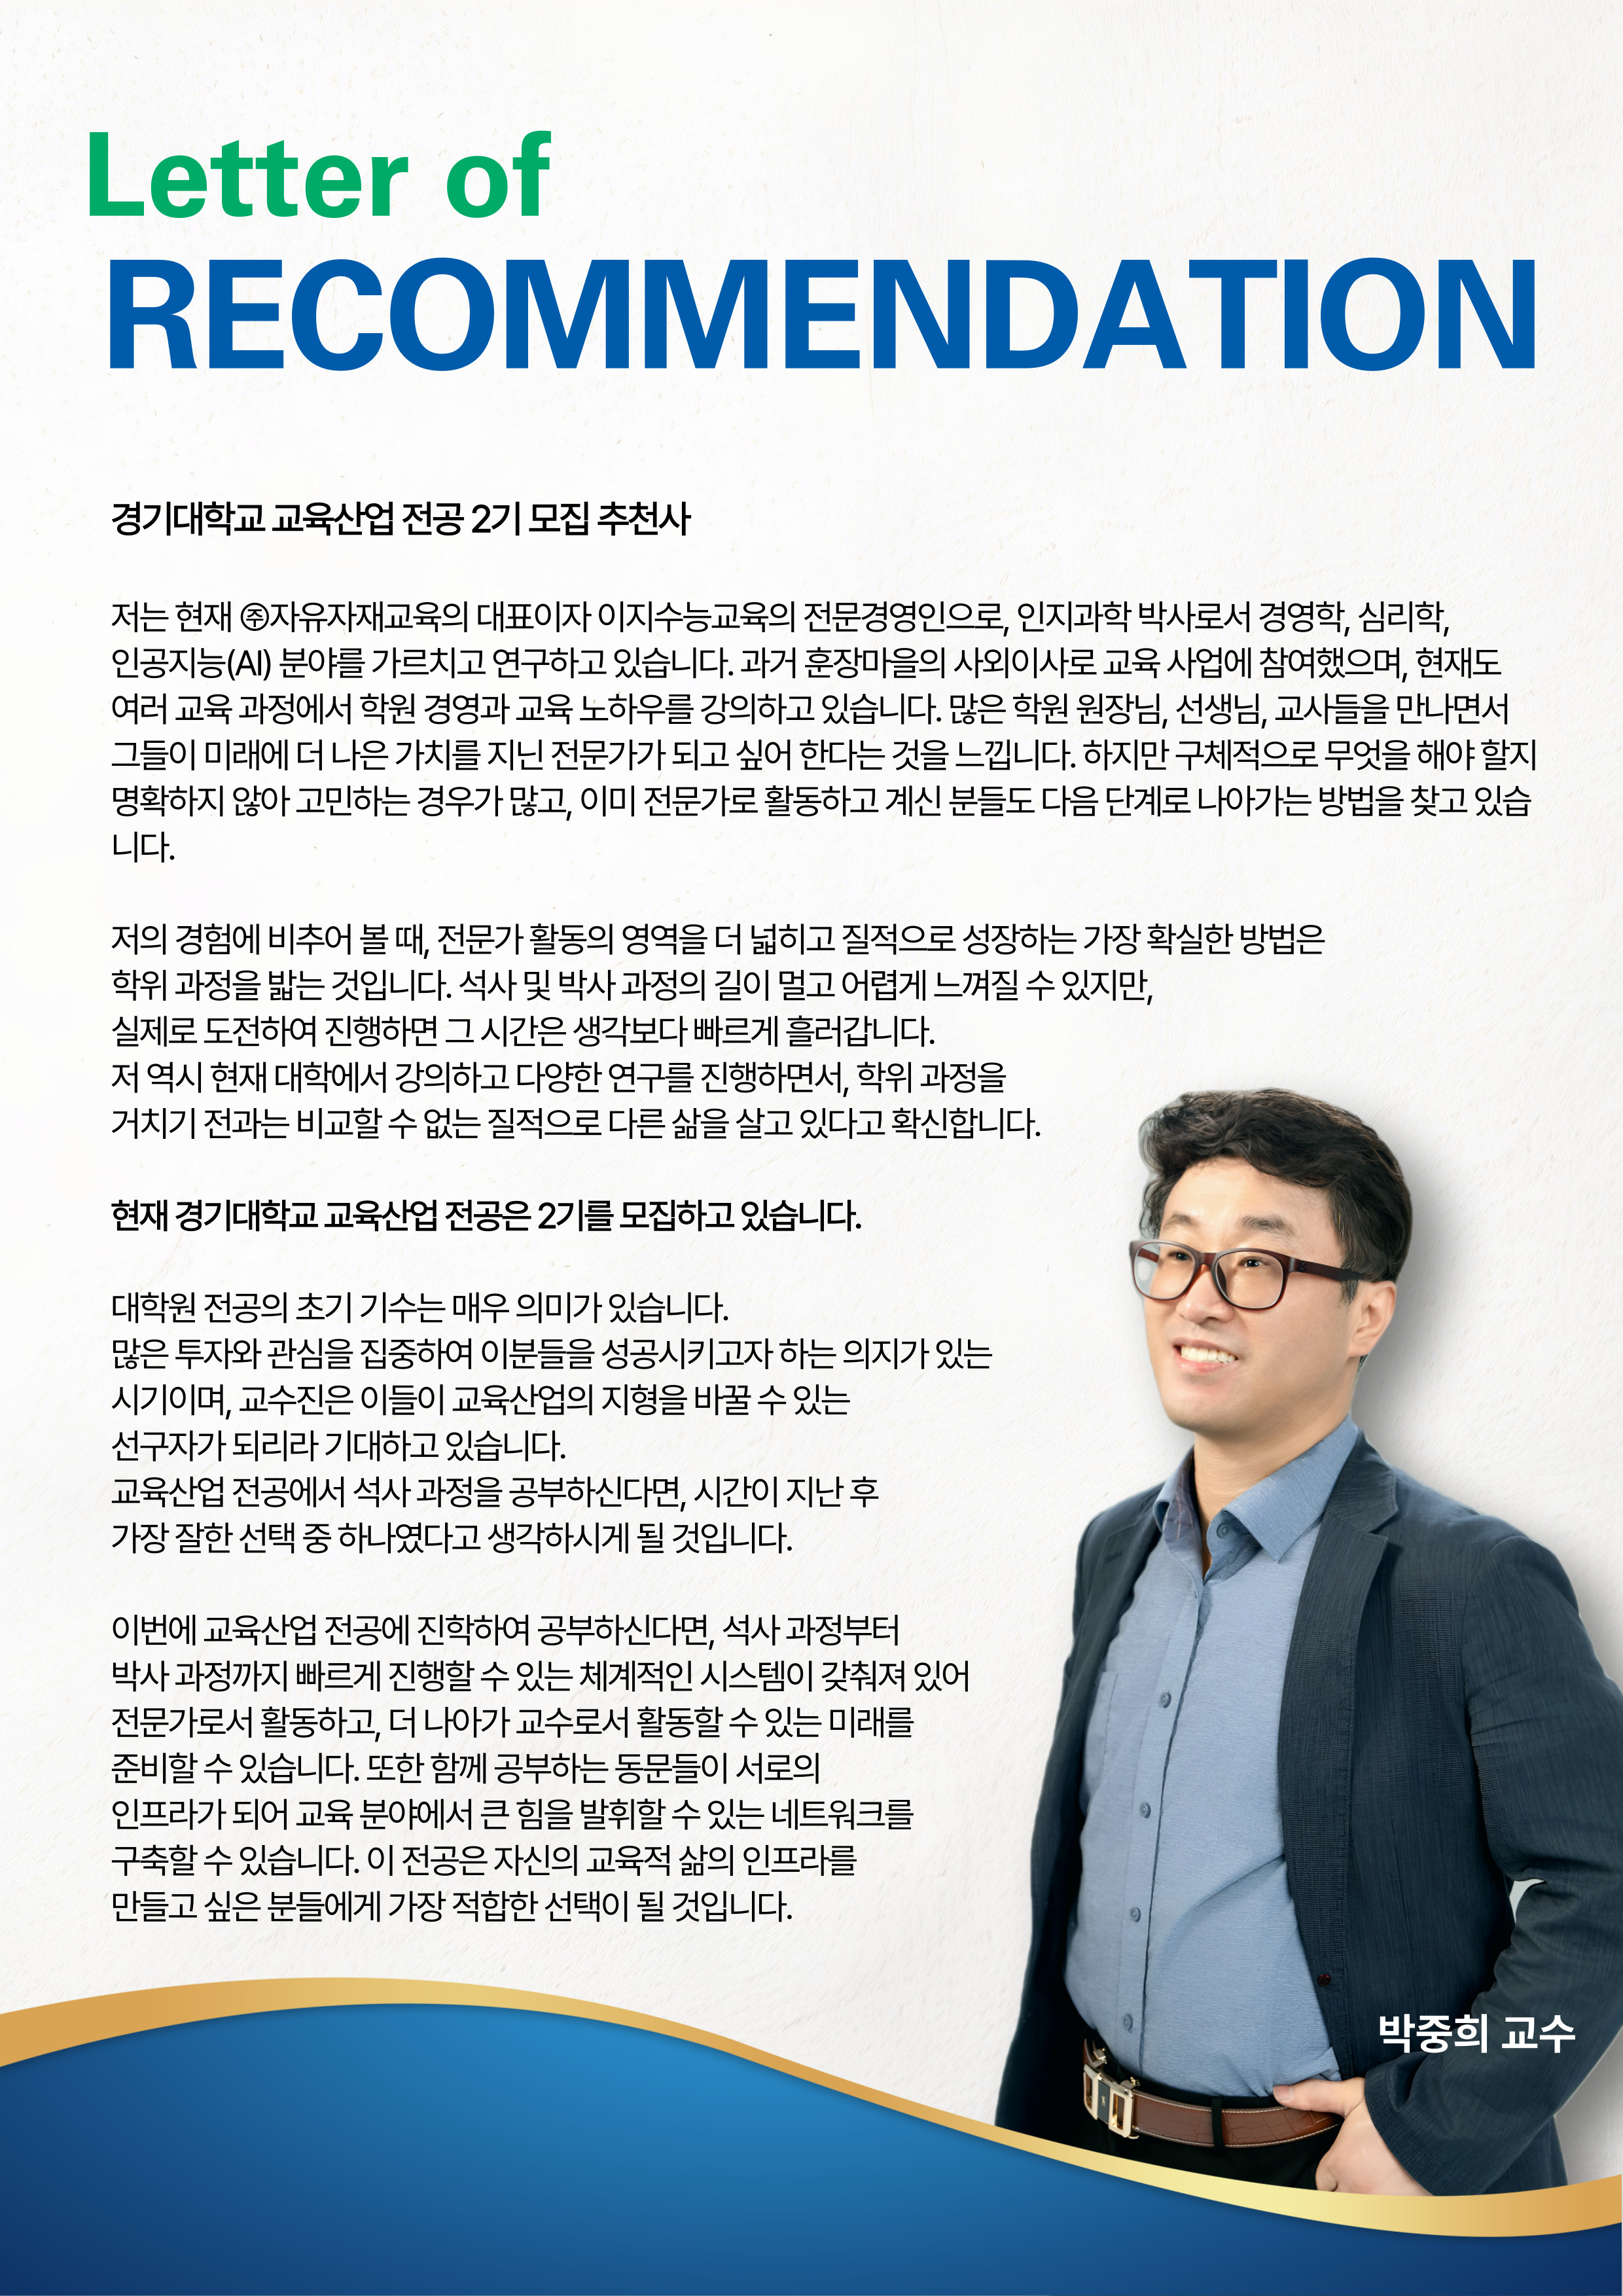 Letter of
RECOMMENDATION
경기대학교 교육산업 전공 2기 모집 추천사
저는 현재 ㊜자유자재교육의 대표이자 이지수능교육의 전문경영인으로, 인지과학 박사로서 경영학, 심리학,
인공지능(AI) 분야를 가르치고 연구하고 있습니다. 과거 훈장마을의 사외이사로 교육 사업에 참여했으며, 현재도
여러 교육 과정에서 학원 경영과 교육 노하우를 강의하고 있습니다. 많은 학원 원장님, 선생님, 교사들을 만나면서
그들이 미래에 더 나은 가치를 지닌 전문가가 되고 싶어 한다는 것을 느낍니다. 하지만 구체적으로 무엇을 해야 할지
명확하지 않아 고민하는 경우가 많고, 이미 전문가로 활동하고 계신 분들도 다음 단계로 나아가는 방법을 찾고 있습
니다.
저의 경험에 비추어 볼 때, 전문가 활동의 영역을 더 넓히고 질적으로 성장하는 가장 확실한 방법은
학위 과정을 밟는 것입니다. 석사 및 박사 과정의 길이 멀고 어렵게 느껴질 수 있지만,
실제로 도전하여 진행하면 그 시간은 생각보다 빠르게 흘러갑니다.
저 역시 현재 대학에서 강의하고 다양한 연구를 진행하면서, 학위 과정을
거치기 전과는 비교할 수 없는 질적으로 다른 삶을 살고 있다고 확신합니다.
현재 경기대학교 교육산업 전공은 2기를 모집하고 있습니다.
대학원 전공의 초기 기수는 매우 의미가 있습니다.
많은 투자와 관심을 집중하여 이분들을 성공시키고자 하는 의지가 있는
시기이며, 교수진은 이들이 교육산업의 지형을 바꿀 수 있는
선구자가 되리라 기대하고 있습니다.
교육산업 전공에서 석사 과정을 공부하신다면, 시간이 지난 후
가장 잘한 선택 중 하나였다고 생각하시게 될 것입니다.
이번에 교육산업 전공에 진학하여 공부하신다면, 석사 과정부터
박사 과정까지 빠르게 진행할 수 있는 체계적인 시스템이 갖춰져 있어
전문가로서 활동하고, 더 나아가 교수로서 활동할 수 있는 미래를
준비할 수 있습니다. 또한 함께 공부하는 동문들이 서로의
인프라가 되어 교육 분야에서 큰 힘을 발휘할 수 있는 네트워크를
구축할 수 있습니다. 이 전공은 자신의 교육적 삶의 인프라를
만들고 싶은 분들에게 가장 적합한 선택이 될 것입니다.
박중희 교수